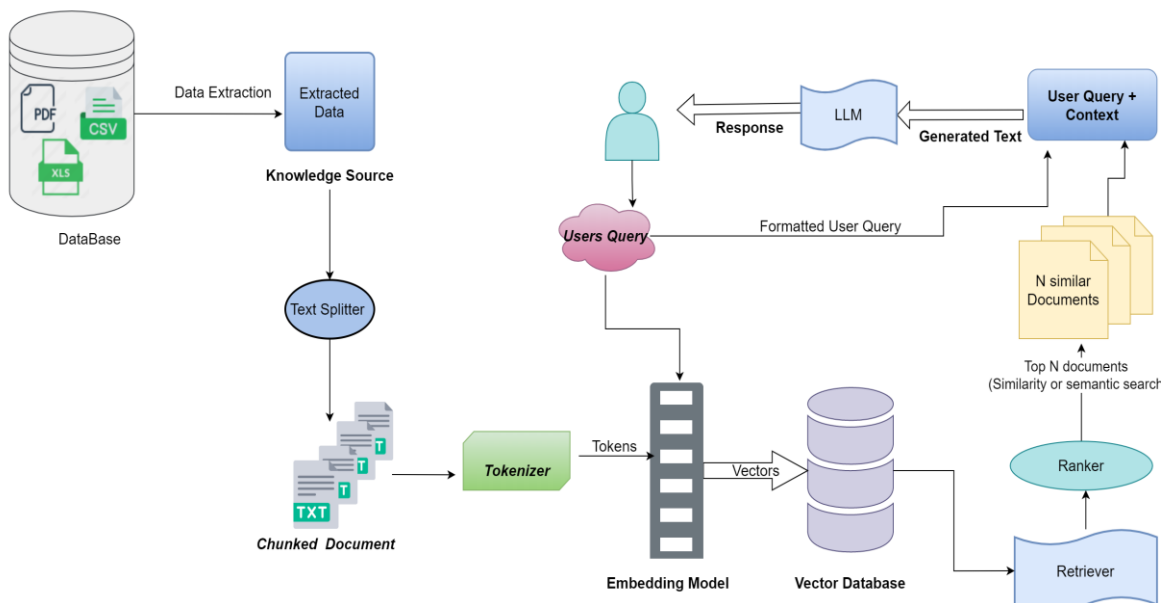 PDF
CSV
XLS
DataBase
Data Extraction
Extracted
Data
Knowledge Source
Text Splitter
TXT
T
T
T
Chunked Document
Tokenizer
Tokens
Embedding Model
Vectors
Vector Database
Users Query
Formatted User Query
Response
LLM
Generated Text
User Query +
Context
N similar
Documents
Top N documents
(Similarity or semantic search
Ranker
Retriever